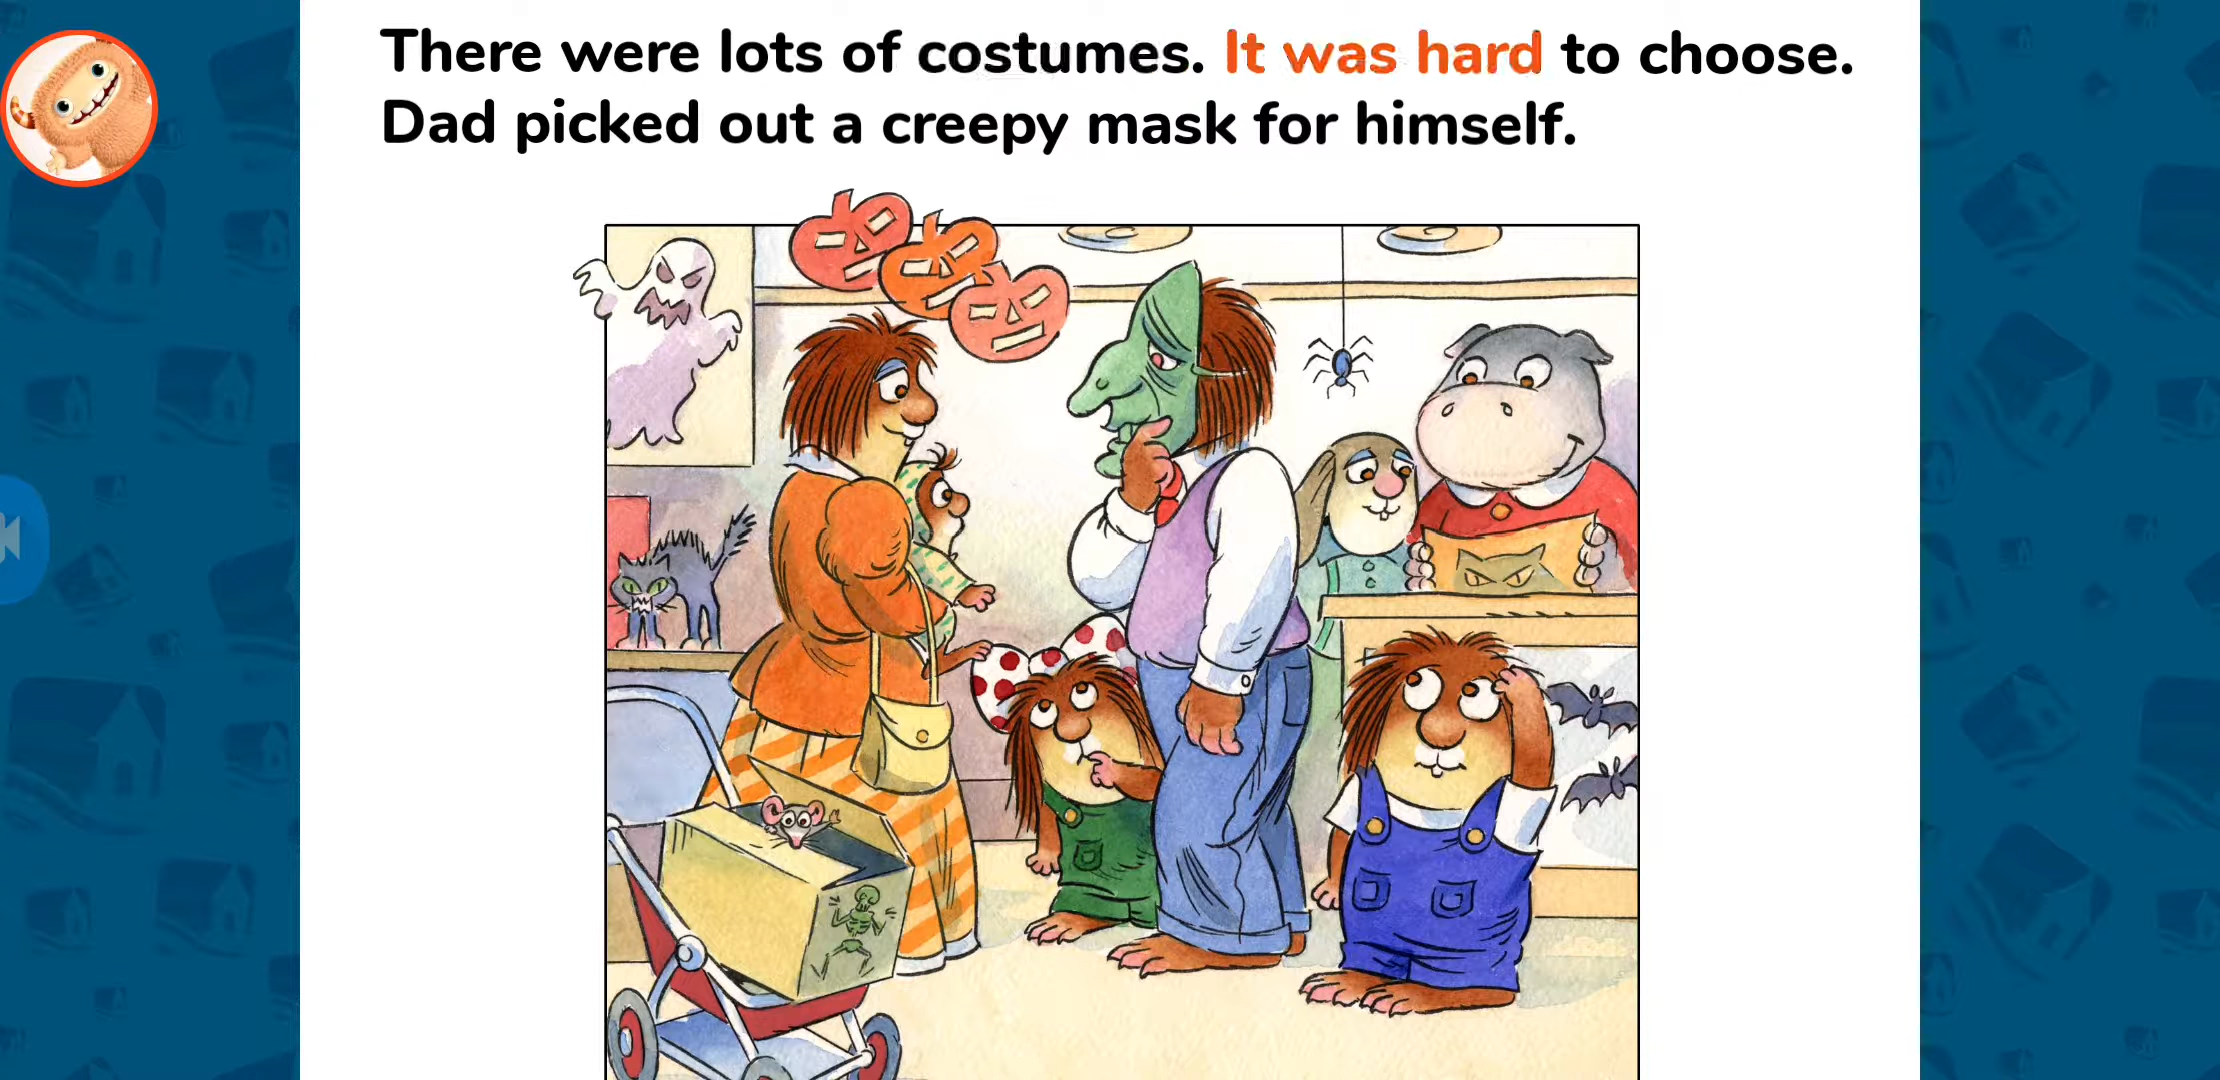 There were lots of costumes. It was hard to choose.
Dad picked out a creepy mask for himself.